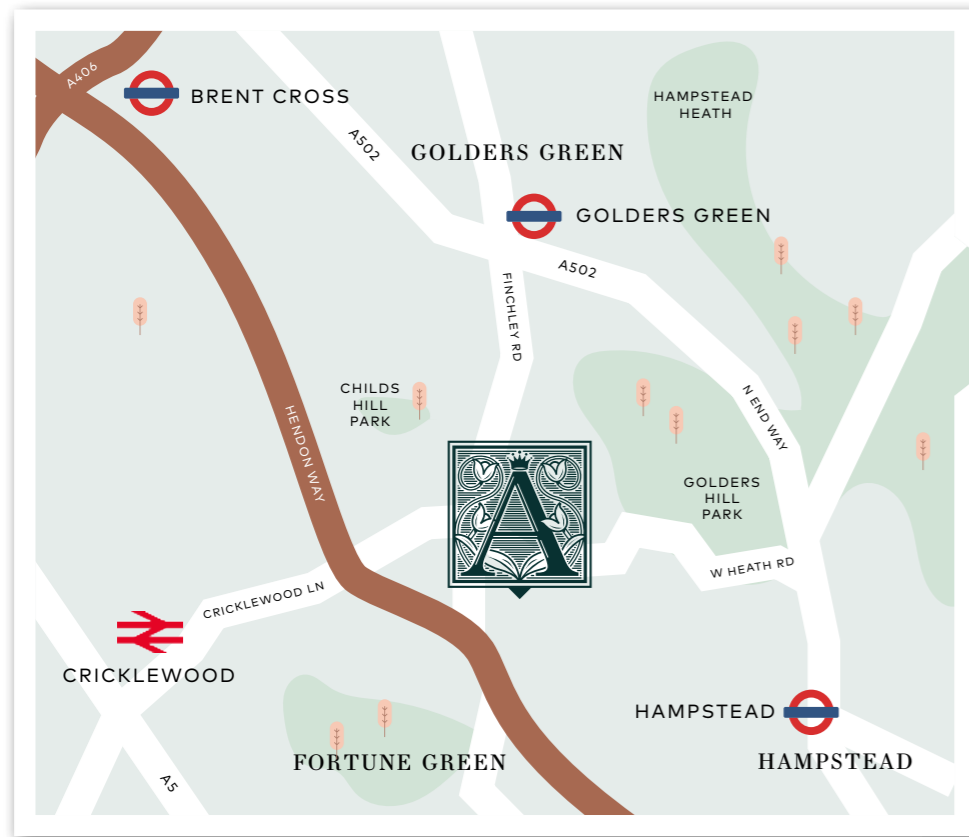 A406
BRENT CROSS
HAMPSTEAD
HEATH
A502
GOLDERS GREEN
GOLDERS GREEN
A502
FINCHLEY RD
CHILDS
HILL
PARK
N END WAY
HENDON WAY
A
GOLDERS
HILL
PARK
W HEATH RD
CRICKLEWOOD LN
CRICKLEWOOD
HAMPSTEAD
FORTUNE GREEN
HAMPSTEAD
A5